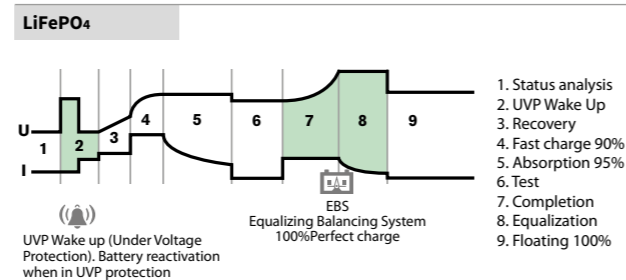 LiFePO4
U
I
1
2
3
4
5
6
7
8
9
1. Status analysis
2. UVP Wake Up
3. Recovery
4. Fast charge 90%
5. Absorption 95%
6. Test
7. Completion
8. Equalization
9. Floating 100%
UVP Wake up (Under Voltage
Protection). Battery reactivation
when in UVP protection
EBS
Equalizing Balancing System
100%Perfect charge